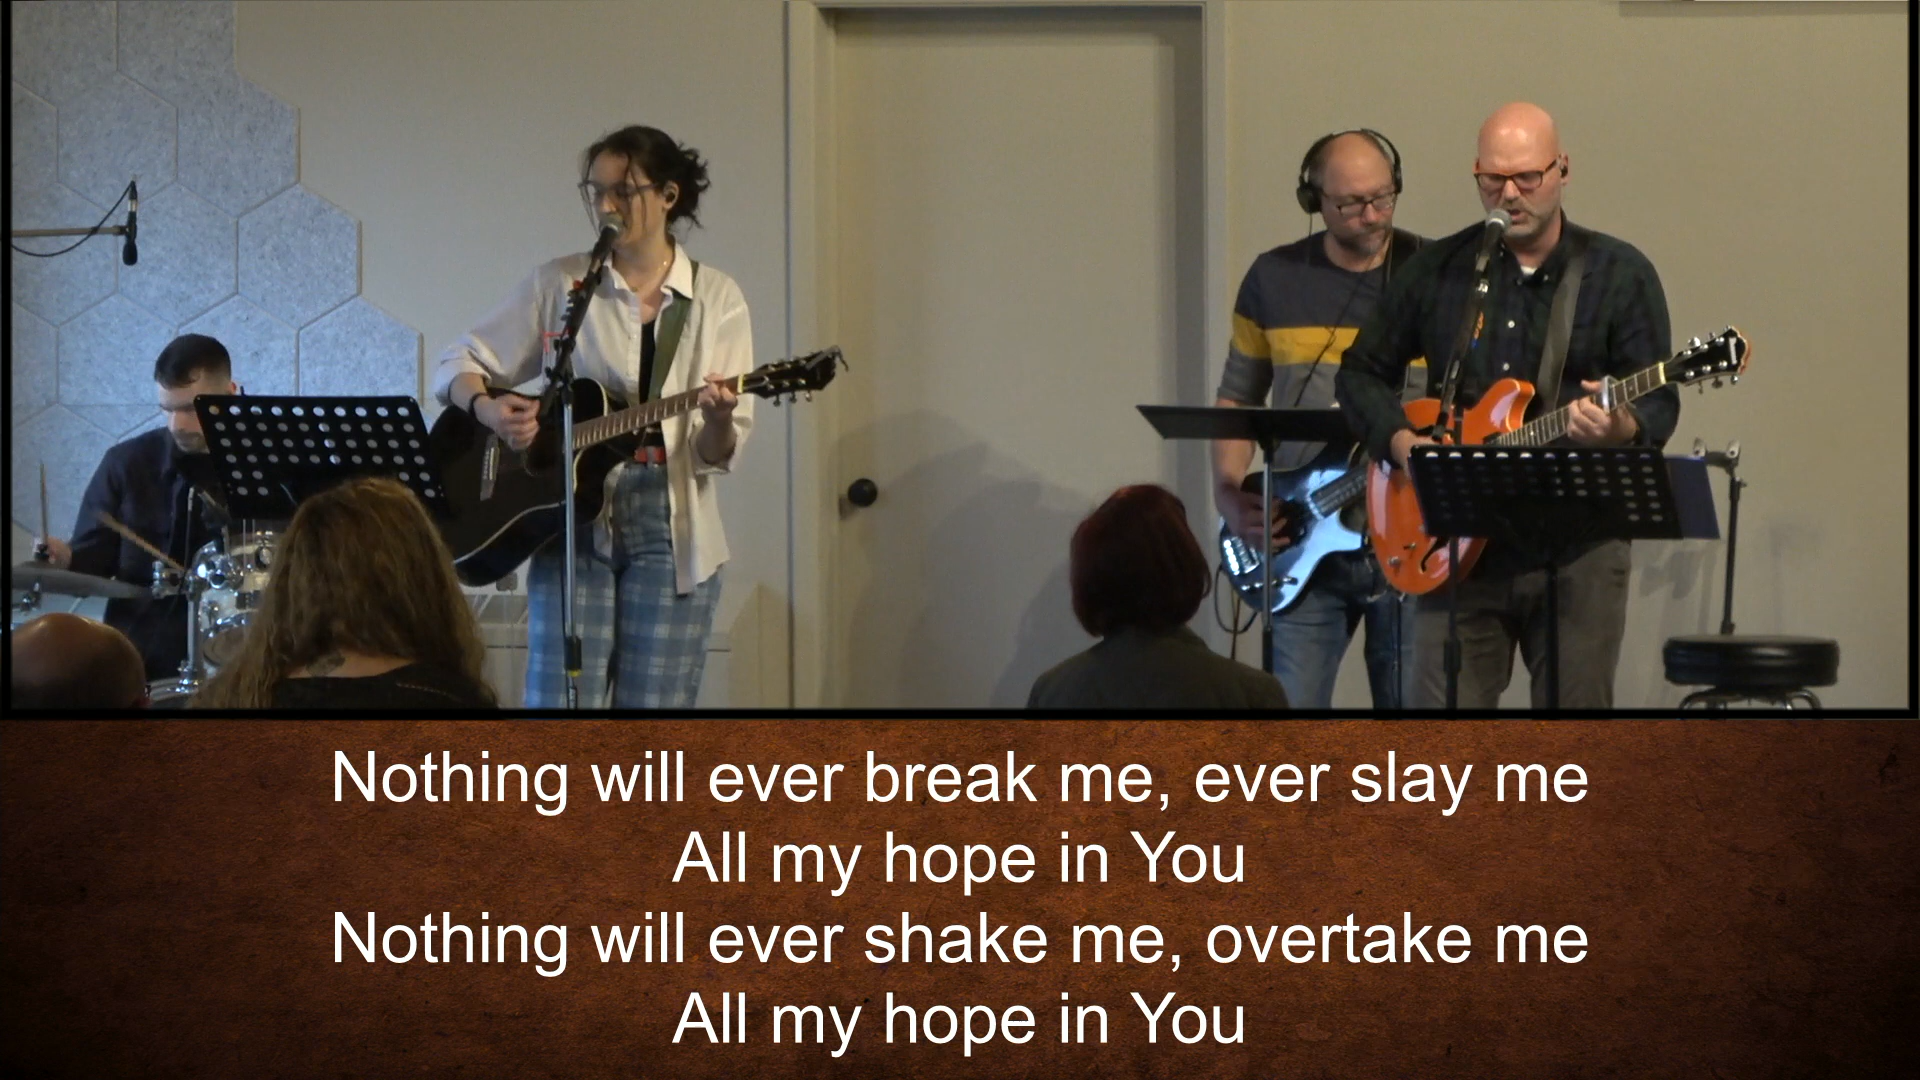 Nothing will ever break me, ever slay me
All my hope in You
Nothing will ever shake me, overtake me
All my hope in You